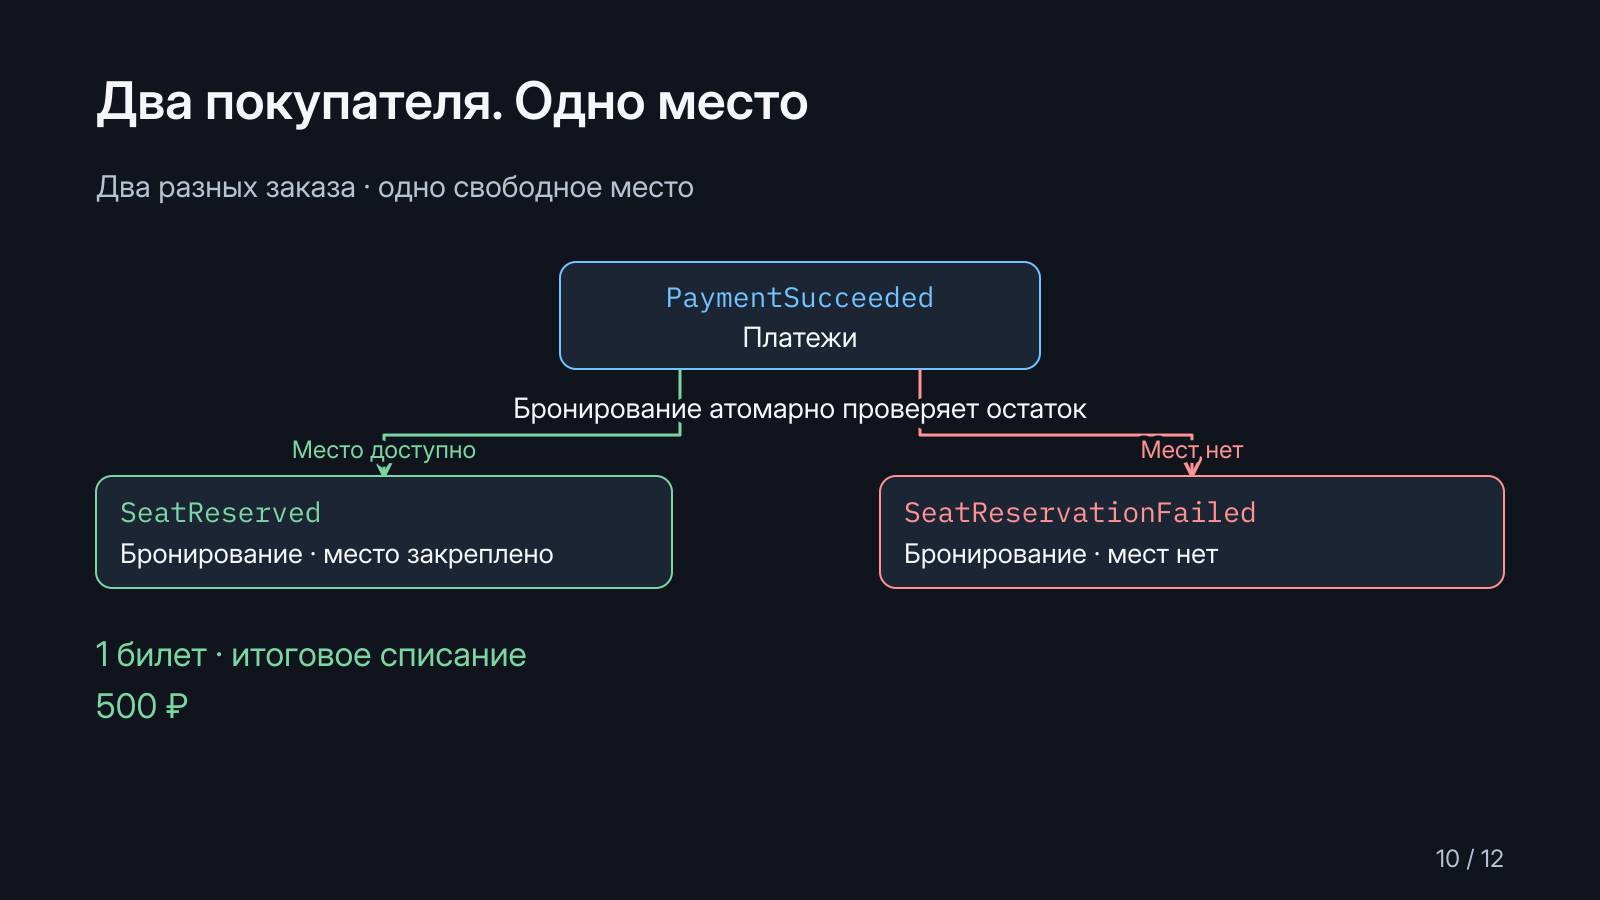 Два покупателя. Одно место
Два разных заказа · одно свободное место
PaymentSucceeded
Платежи
Бронирование атомарно проверяет остаток
Место доступно
Мест нет
SeatReserved
Бронирование · место закреплено
SeatReservationFailed
Бронирование · мест нет
1 билет · итоговое списание
500 ₽
10 / 12